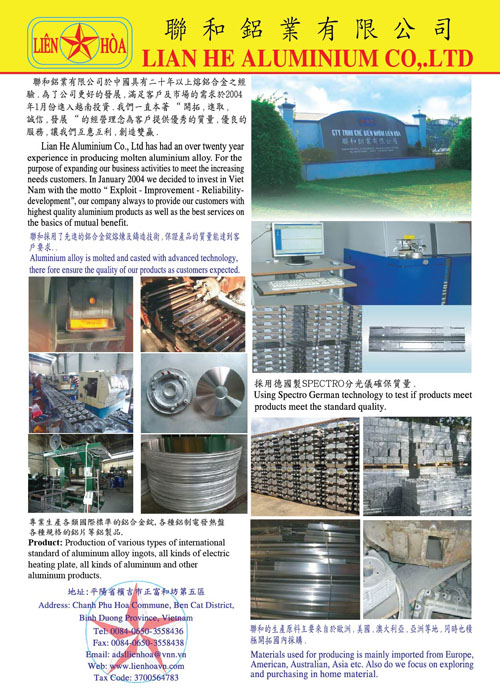 LIÊN HÒA
聯和鋁業有限公司
LIAN HE ALUMINIUM CO,.LTD
聯和鋁業有限公司於中國具有二十年以上熔鋁合金之經
驗.為了公司更好的發展,滿足客戶及市場的需求於2004
年1月份進入越南投資.我們一直本著 “開拓,進取,
誠信,發展 “的經營理念為客戶提供優秀的質量,優良的
服務,讓我們互惠互利,創造雙贏.
Lian He Aluminium Co., Ltd has had an over twenty year
experience in producing molten aluminium alloy. For the
purpose of expanding our business activities to meet the increasing
needs customers. In January 2004 we decided to invest in Viet
Nam with the motto “ Exploit - Improvement - Reliability-
development”, our company always to provide our customers with
highest quality aluminium products as well as the best services on
the basics of mutual benefit.
聯和採用了先進的鋁合金錠熔煉及鑄造技術,保證產品的質量能達到客
戶要求..
Aluminium alloy is molted and casted with advanced technology,
there fore ensure the quality of our products as customers expected.
CTY TNHH CHẾ BIẾN NHÔM LIÊN HÒA
聯和鋁業有限公司
採用德國製SPECTRO分光儀確保質量.
Using Spectro German technology to test if products meet
products meet the standard quality.
專業生產各類國際標準的鋁合金錠,各種鋁制電發熱盤
各種規格的鋁片等鋁製品.
Product: Production of various types of international
standard of aluminum alloy ingots, all kinds of electric
heating plate, all kinds of aluminum and other
aluminum products.
地址:平陽省檳吉市正富和坊第五區
Address: Chanh Phu Hoa Commune, Ben Cat District,
Binh Duong Province, Vietnam
Tel: 0084-0650-3558436
Fax: 0084-0650-3558438
Email: adsllienhoa@vnn.vn
Web: www.lienhoavn.com
Tax Code: 3700564783
聯和的生產原料主要來自於歐洲,美國,澳大利亞,亞洲等地,同時也積
極開拓國內採購.
Materials used for producing is mainly imported from Europe,
American, Australian, Asia etc. Also do we focus on exploring
and purchasing in home material.